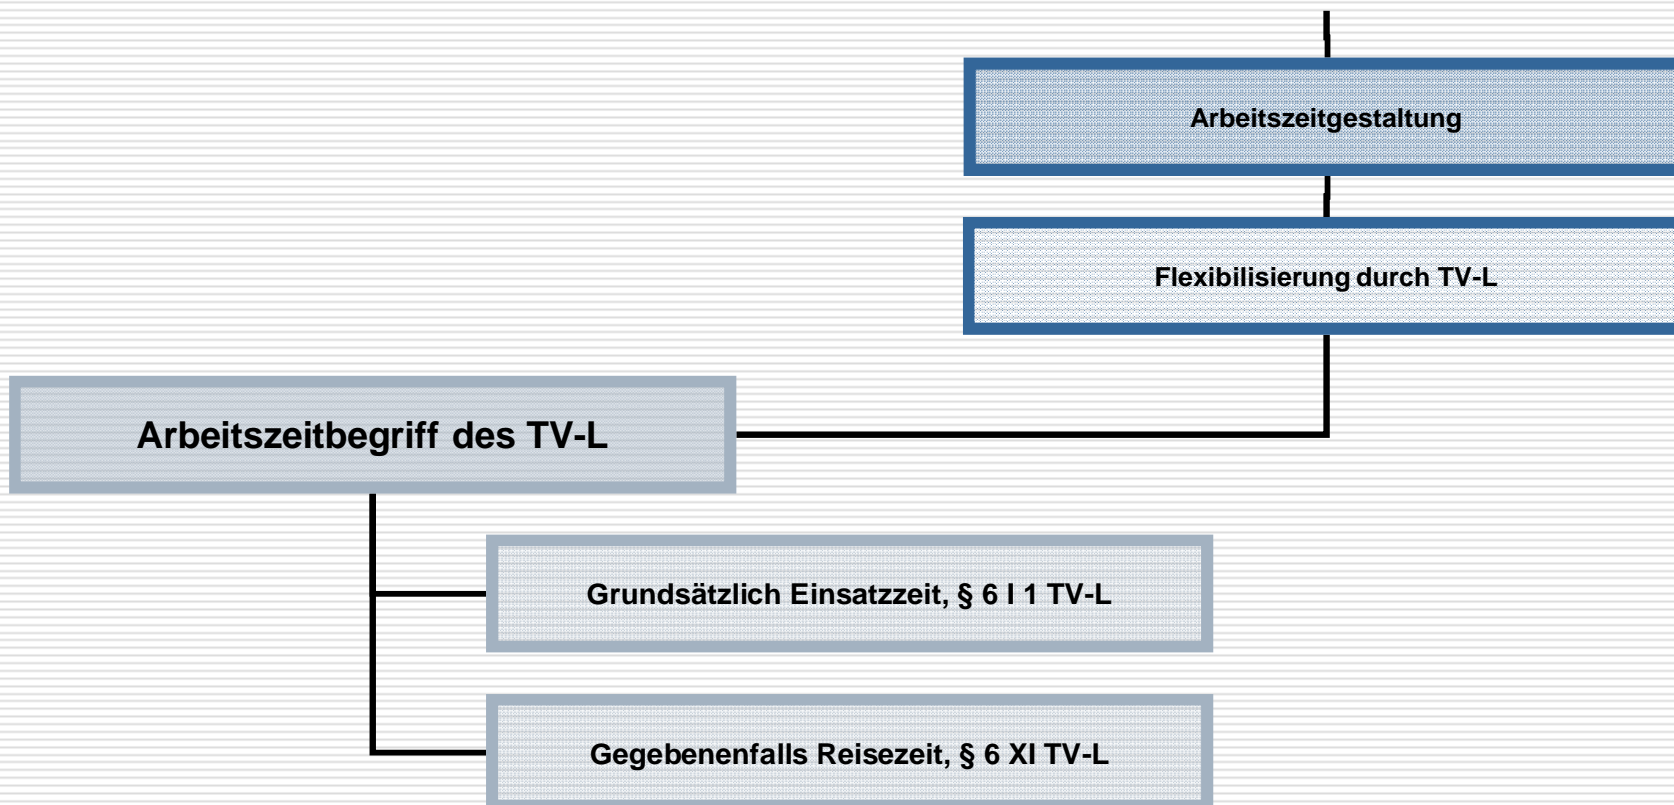 Arbeitszeitgestaltung
Flexibilisierung durch TV-L
Arbeitszeitbegriff des TV-L
Grundsätzlich Einsatzzeit, § 6 I 1 TV-L
Gegebenenfalls Reisezeit, § 6 XI TV-L